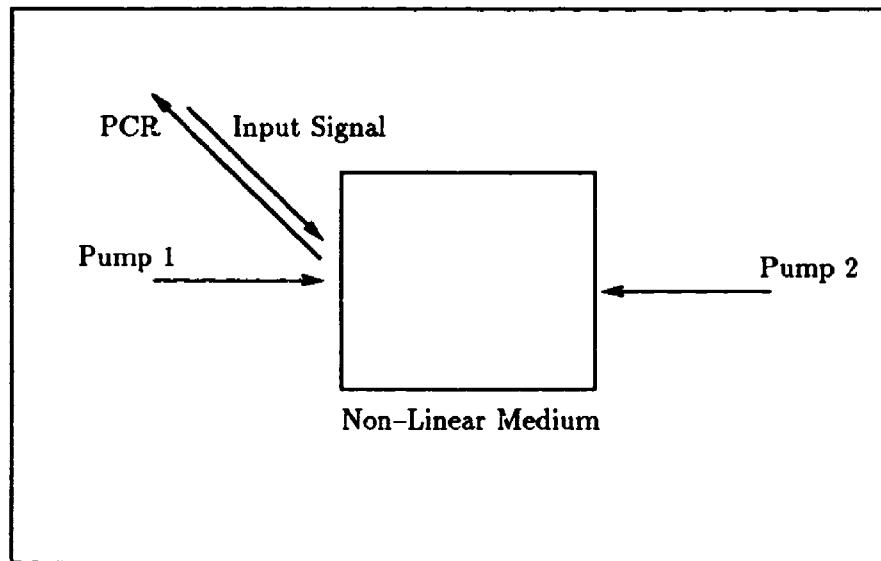 PCR
Input Signal
Pump 1
Pump 2
Non–Linear Medium